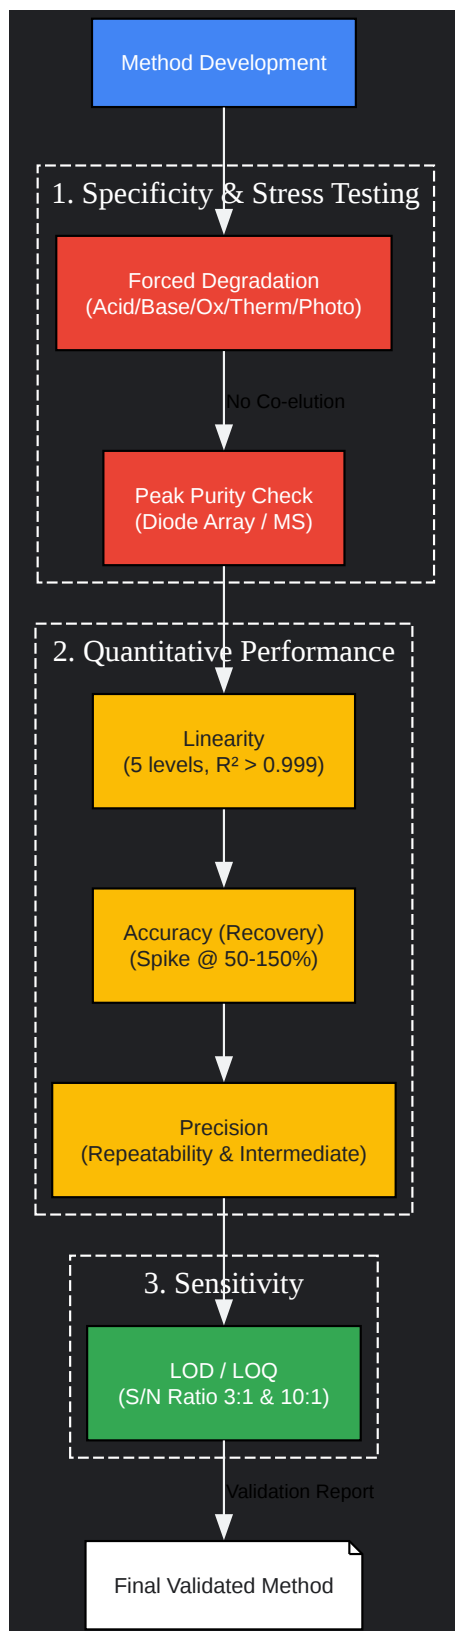 Method Development
1. Specificity & Stress Testing
Forced Degradation
(Acid/Base/Ox/Therm/Photo)
No Co-elution
Peak Purity Check
(Diode Array / MS)
2. Quantitative Performance
Linearity
(5 levels, R² > 0.999)
Accuracy (Recovery)
(Spike @ 50-150%)
Precision
(Repeatability & Intermediate)
3. Sensitivity
LOD / LOQ
(S/N Ratio 3:1 & 10:1)
Validation Report
Final Validated Method